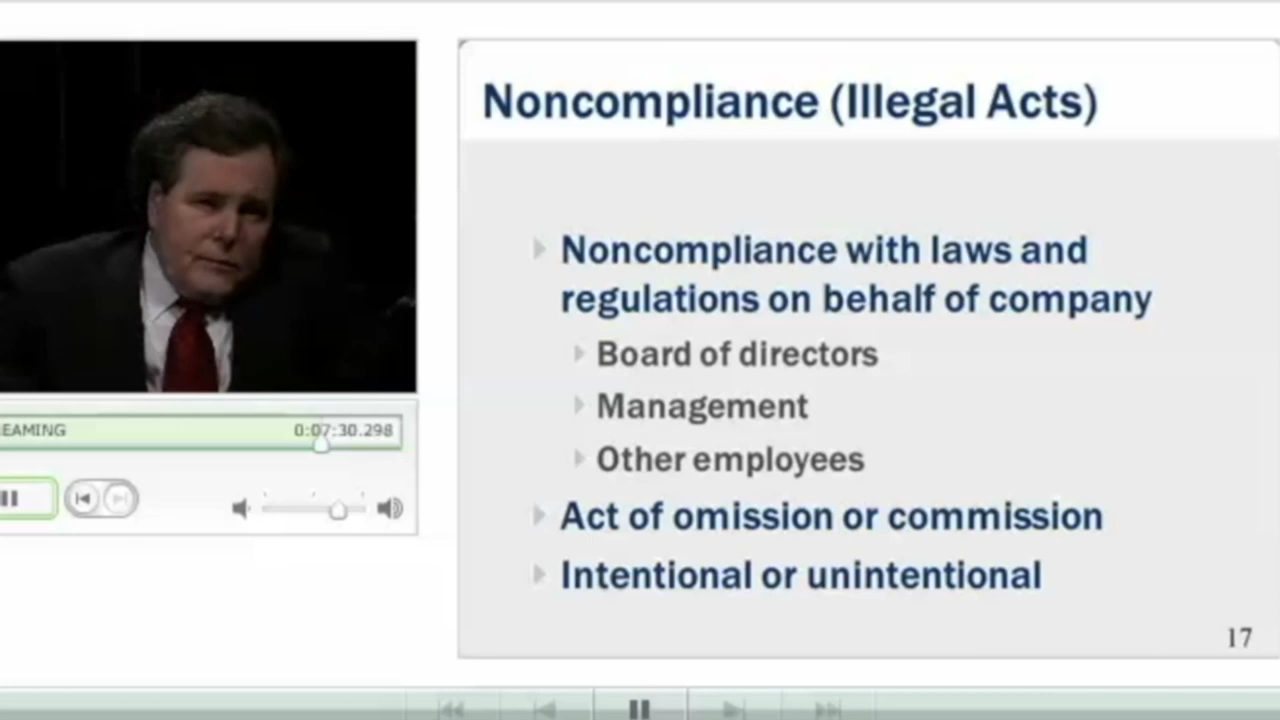 Noncompliance (Illegal Acts)
Noncompliance with laws and
regulations on behalf of company
Board of directors
Management
Other employees
Act of omission or commission
Intentional or unintentional
17
EAMING 0:07:30.298